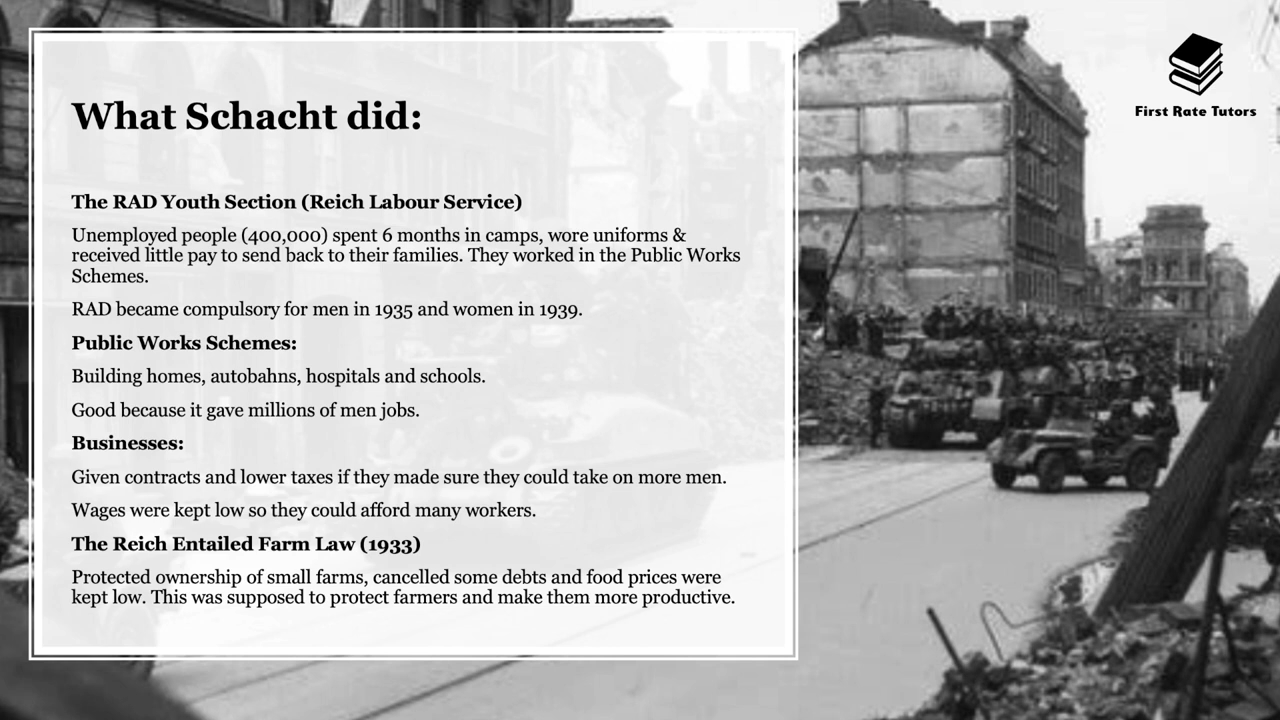 What Schacht did:
The RAD Youth Section (Reich Labour Service)
Unemployed people (400,000) spent 6 months in camps, wore uniforms &
received little pay to send back to their families. They worked in the Public Works
Schemes.
RAD became compulsory for men in 1935 and women in 1939.
Public Works Schemes:
Building homes, autobahns, hospitals and schools.
Good because it gave millions of men jobs.
Businesses:
Given contracts and lower taxes if they made sure they could take on more men.
Wages were kept low so they could afford many workers.
The Reich Entailed Farm Law (1933)
Protected ownership of small farms, cancelled some debts and food prices were
kept low. This was supposed to protect farmers and make them more productive.
First Rate Tutors